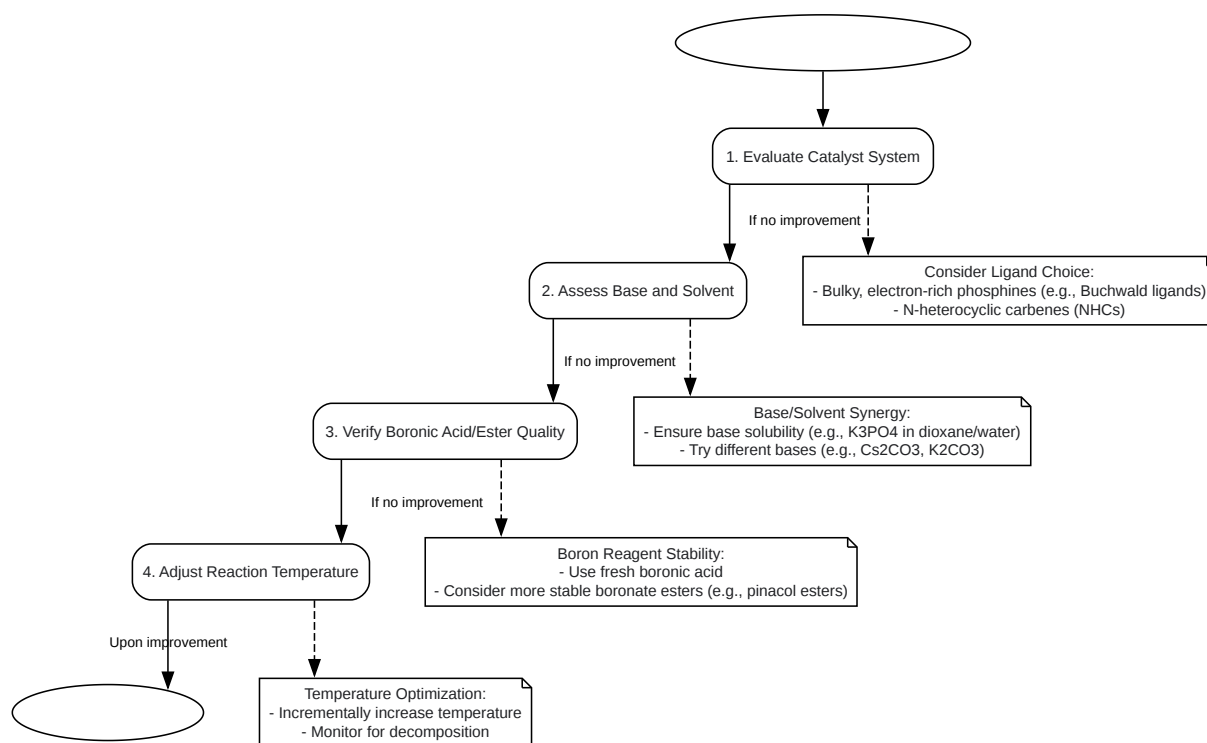 1. Evaluate Catalyst System
If no improvement
Consider Ligand Choice:
- Bulky, electron-rich phosphines (e.g., Buchwald ligands)
- N-heterocyclic carbenes (NHCs)
2. Assess Base and Solvent
If no improvement
Base/Solvent Synergy:
- Ensure base solubility (e.g., K3PO4 in dioxane/water)
- Try different bases (e.g., Cs2CO3, K2CO3)
3. Verify Boronic Acid/Ester Quality
If no improvement
Boron Reagent Stability:
- Use fresh boronic acid
- Consider more stable boronate esters (e.g., pinacol esters)
4. Adjust Reaction Temperature
Upon improvement
Temperature Optimization:
- Incrementally increase temperature
- Monitor for decomposition